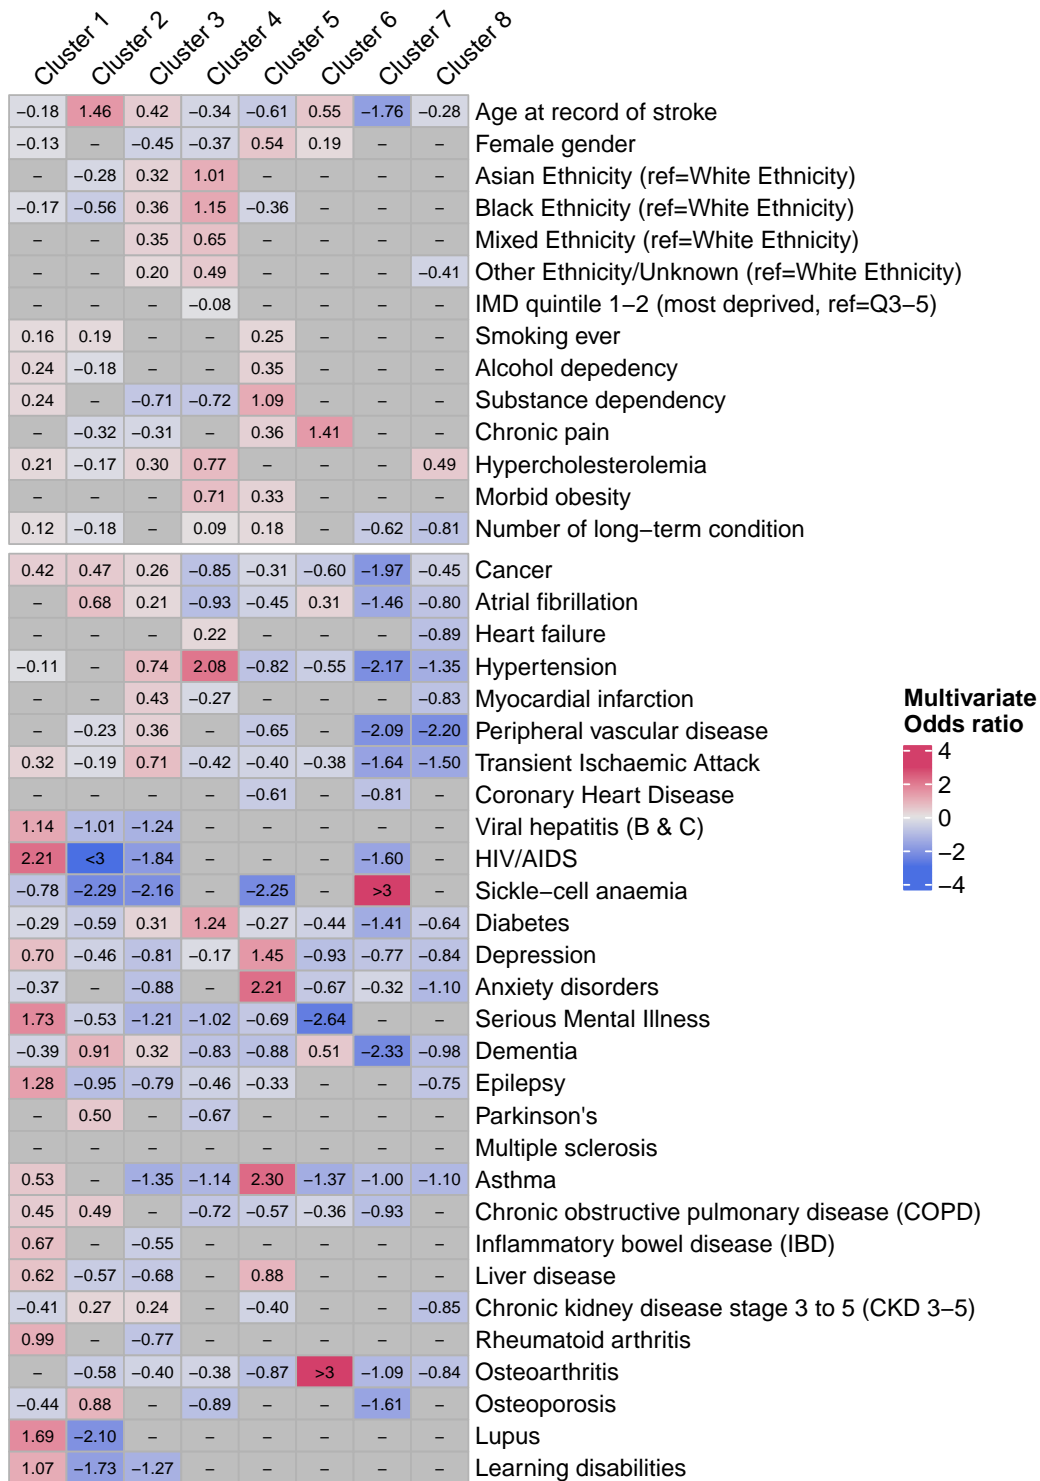 Cluster 1 Cluster 2 Cluster 3 Cluster 4 Cluster 5 Cluster 6 Cluster 7 Cluster 8
−0.18 1.46 0.42 −0.34 −0.61 0.55 −1.76 −0.28 Age at record of stroke
−0.13 − −0.45 −0.37 0.54 0.19 − − Female gender
− −0.28 0.32 1.01 − − − − Asian Ethnicity (ref=White Ethnicity)
−0.17 −0.56 0.36 1.15 −0.36 − − − Black Ethnicity (ref=White Ethnicity)
− − 0.35 0.65 − − − − Mixed Ethnicity (ref=White Ethnicity)
− − 0.20 0.49 − − − −0.41 Other Ethnicity/Unknown (ref=White Ethnicity)
− − − −0.08 − − − − IMD quintile 1−2 (most deprived, ref=Q3−5)
0.16 0.19 − − 0.25 − − − Smoking ever
0.24 −0.18 − − 0.35 − − − Alcohol depedency
0.24 − −0.71 −0.72 1.09 − − − Substance dependency
− −0.32 −0.31 − 0.36 1.41 − − Chronic pain
0.21 −0.17 0.30 0.77 − − − 0.49 Hypercholesterolemia
− − − 0.71 0.33 − − − Morbid obesity
0.12 −0.18 − 0.09 0.18 − −0.62 −0.81 Number of long−term condition
0.42 0.47 0.26 −0.85 −0.31 −0.60 −1.97 −0.45 Cancer
− 0.68 0.21 −0.93 −0.45 0.31 −1.46 −0.80 Atrial fibrillation
− − − 0.22 − − − −0.89 Heart failure
−0.11 − 0.74 2.08 −0.82 −0.55 −2.17 −1.35 Hypertension
− − 0.43 −0.27 − − − −0.83 Myocardial infarction
− −0.23 0.36 − −0.65 − −2.09 −2.20 Peripheral vascular disease
0.32 −0.19 0.71 −0.42 −0.40 −0.38 −1.64 −1.50 Transient Ischaemic Attack
− − − − −0.61 − −0.81 − Coronary Heart Disease
1.14 −1.01 −1.24 − − − − − Viral hepatitis (B & C)
2.21 <3 −1.84 − − − −1.60 − HIV/AIDS
−0.78 −2.29 −2.16 − −2.25 − >3 − Sickle−cell anaemia
−0.29 −0.59 0.31 1.24 −0.27 −0.44 −1.41 −0.64 Diabetes
0.70 −0.46 −0.81 −0.17 1.45 −0.93 −0.77 −0.84 Depression
−0.37 − −0.88 − 2.21 −0.67 −0.32 −1.10 Anxiety disorders
1.73 −0.53 −1.21 −1.02 −0.69 −2.64 − − Serious Mental Illness
−0.39 0.91 0.32 −0.83 −0.88 0.51 −2.33 −0.98 Dementia
1.28 −0.95 −0.79 −0.46 −0.33 − − −0.75 Epilepsy
− 0.50 − −0.67 − − − − Parkinson's
− − − − − − − − Multiple sclerosis
0.53 − −1.35 −1.14 2.30 −1.37 −1.00 −1.10 Asthma
0.45 0.49 − −0.72 −0.57 −0.36 −0.93 − Chronic obstructive pulmonary disease (COPD)
0.67 − −0.55 − − − − − Inflammatory bowel disease (IBD)
0.62 −0.57 −0.68 − 0.88 − − − Liver disease
−0.41 0.27 0.24 − −0.40 − − −0.85 Chronic kidney disease stage 3 to 5 (CKD 3−5)
0.99 − −0.77 − − − − − Rheumatoid arthritis
− −0.58 −0.40 −0.38 −0.87 >3 −1.09 −0.84 Osteoarthritis
−0.44 0.88 − −0.89 − − −1.61 − Osteoporosis
1.69 −2.10 − − − − − − Lupus
1.07 −1.73 −1.27 − − − − − Learning disabilities
Multivariate
Odds ratio
4
2
0
−2
−4